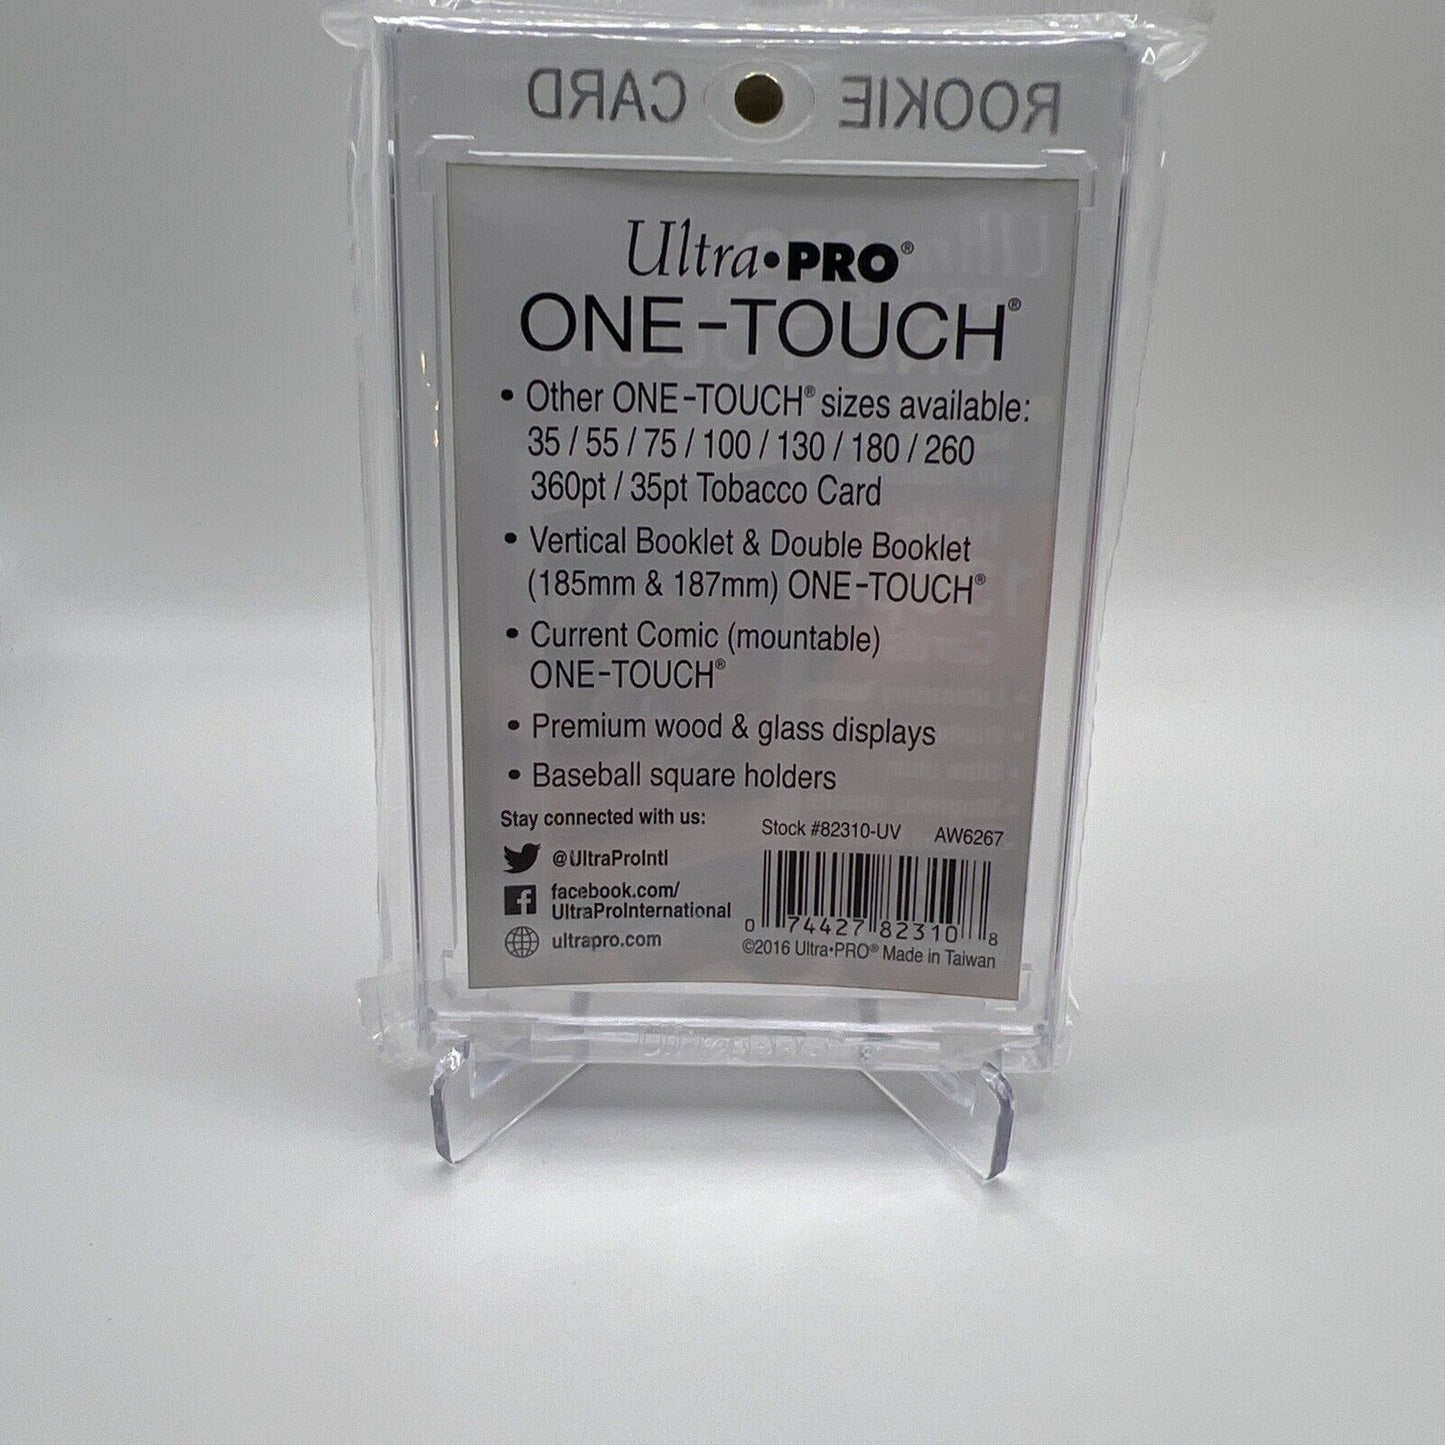 ROOKIE CARD
Ultra•PRO®
ONE-TOUCH®
• Other ONE-TOUCH® sizes available:
35 / 55 / 75 / 100 / 130 / 180 / 260
360pt / 35pt Tobacco Card
• Vertical Booklet & Double Booklet
(185mm & 187mm) ONE-TOUCH®
• Current Comic (mountable)
ONE-TOUCH®
• Premium wood & glass displays
• Baseball square holders
Stay connected with us:
@UltraProIntl
facebook.com/
UltraProInternational
ultrapro.com
Stock #82310-UV AW6267
0 74427 82310 8
©2016 Ultra•PRO® Made in Taiwan